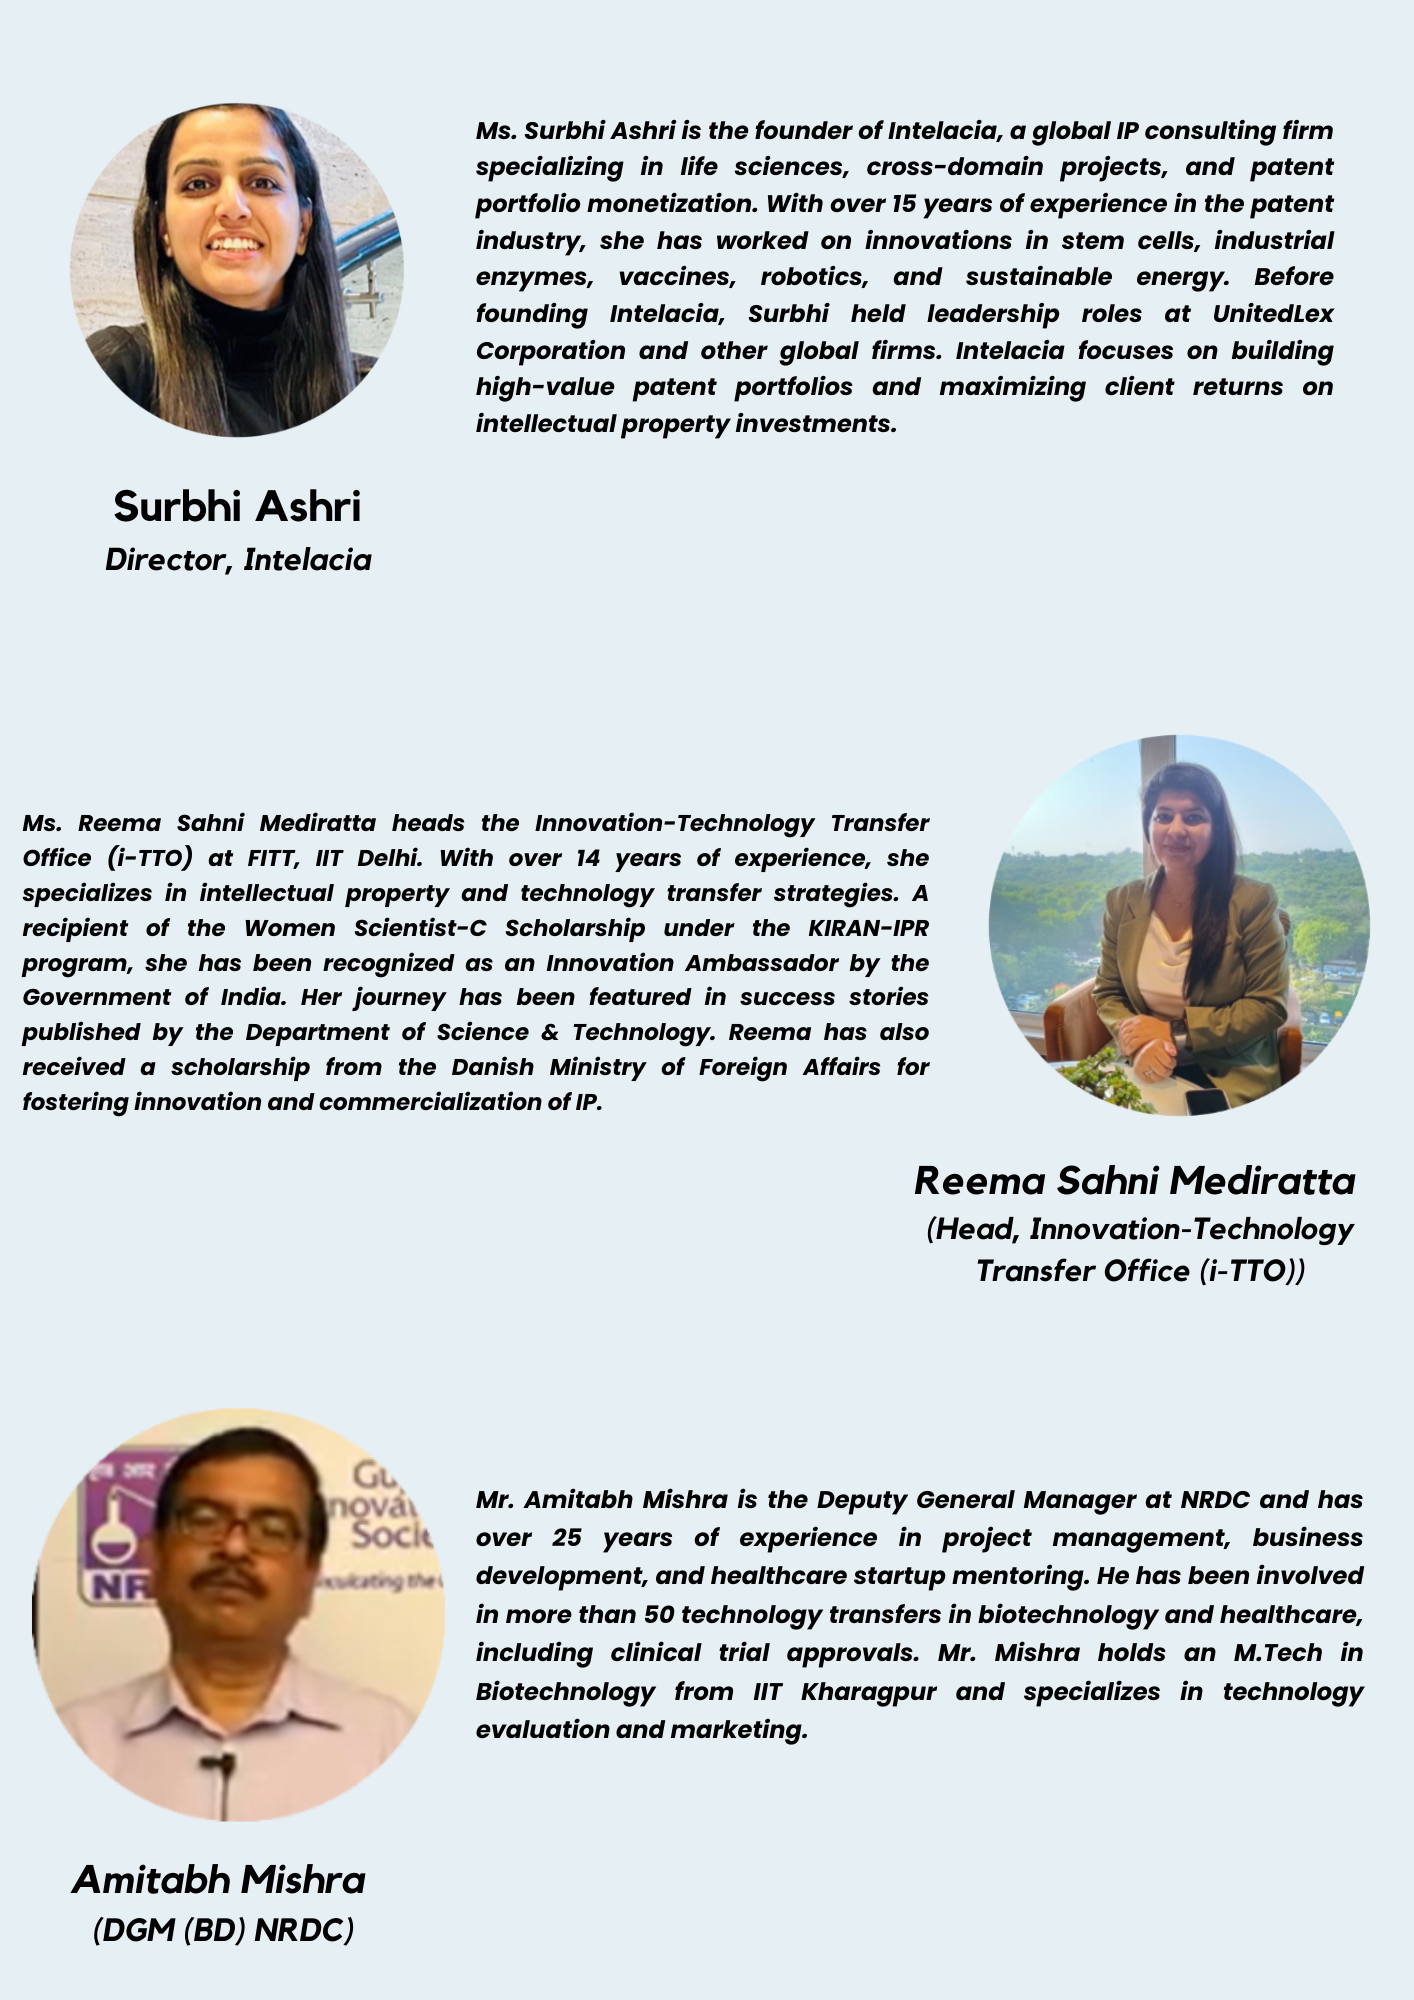 Ms. Surbhi Ashri is the founder of Intelacia, a global IP consulting firm
specializing in life sciences, cross-domain projects, and patent
portfolio monetization. With over 15 years of experience in the patent
industry, she has worked on innovations in stem cells, industrial
enzymes, vaccines, robotics, and sustainable energy. Before
founding Intelacia, Surbhi held leadership roles at UnitedLex
Corporation and other global firms. Intelacia focuses on building
high-value patent portfolios and maximizing client returns on
intellectual property investments.
Surbhi Ashri
Director, Intelacia
Ms. Reema Sahni Mediratta heads the Innovation-Technology Transfer
Office (i-TTO) at FITT, IIT Delhi. With over 14 years of experience, she
specializes in intellectual property and technology transfer strategies. A
recipient of the Women Scientist-C Scholarship under the KIRAN-IPR
program, she has been recognized as an Innovation Ambassador by the
Government of India. Her journey has been featured in success stories
published by the Department of Science & Technology. Reema has also
received a scholarship from the Danish Ministry of Foreign Affairs for
fostering innovation and commercialization of IP.
Reema Sahni Mediratta
(Head, Innovation-Technology
Transfer Office (i-TTO))
Gu
nova
Socie
NR
Mr. Amitabh Mishra is the Deputy General Manager at NRDC and has
over 25 years of experience in project management, business
development, and healthcare startup mentoring. He has been involved
in more than 50 technology transfers in biotechnology and healthcare,
including clinical trial approvals. Mr. Mishra holds an M.Tech in
Biotechnology from IIT Kharagpur and specializes in technology
evaluation and marketing.
Amitabh Mishra
(DGM (BD) NRDC)